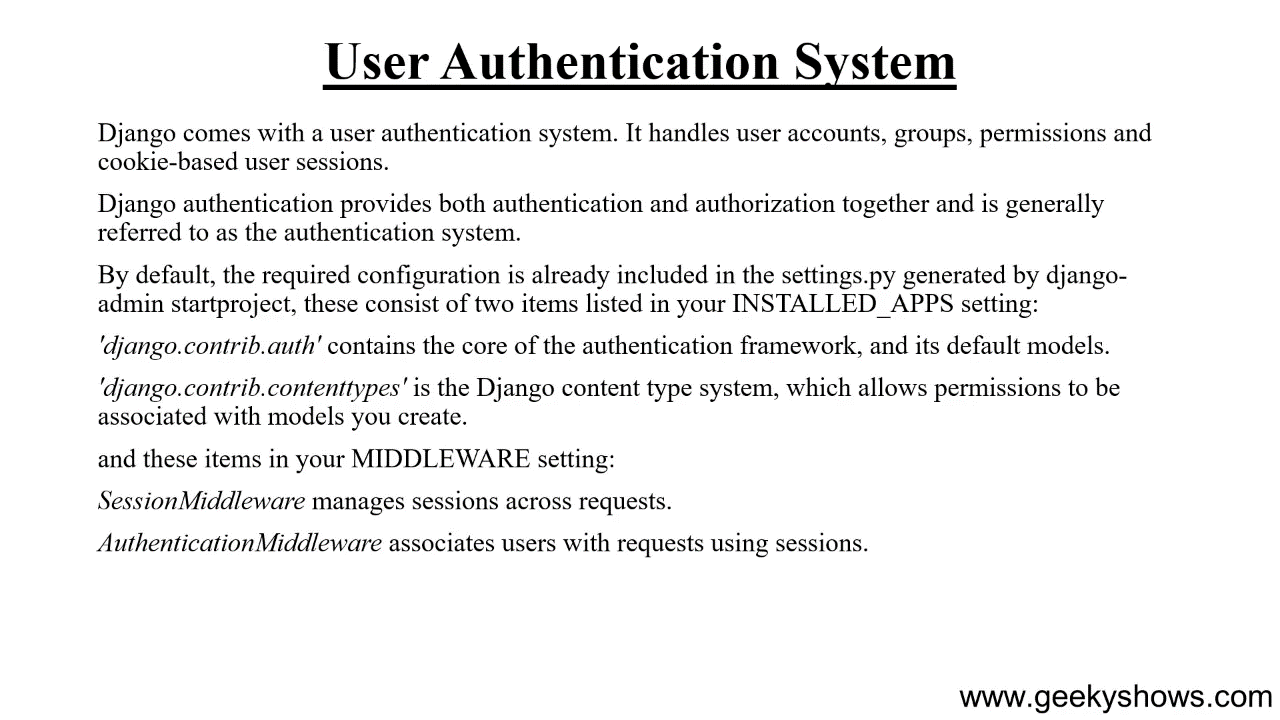 User Authentication System
Django comes with a user authentication system. It handles user accounts, groups, permissions and
cookie-based user sessions.
Django authentication provides both authentication and authorization together and is generally
referred to as the authentication system.
By default, the required configuration is already included in the settings.py generated by django-
admin startproject, these consist of two items listed in your INSTALLED_APPS setting:
'django.contrib.auth' contains the core of the authentication framework, and its default models.
'django.contrib.contenttypes' is the Django content type system, which allows permissions to be
associated with models you create.
and these items in your MIDDLEWARE setting:
SessionMiddleware manages sessions across requests.
AuthenticationMiddleware associates users with requests using sessions.
www.geekyshows.com